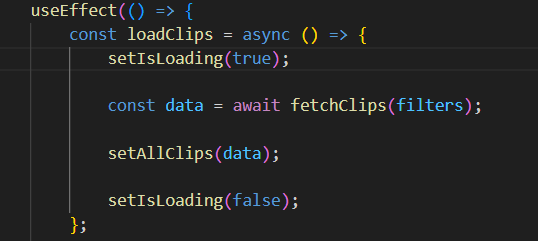 useEffect(() => {
const loadClips = async () => {
setIsLoading(true);
const data = await fetchClips(filters);
setAllClips(data);
setIsLoading(false);
};